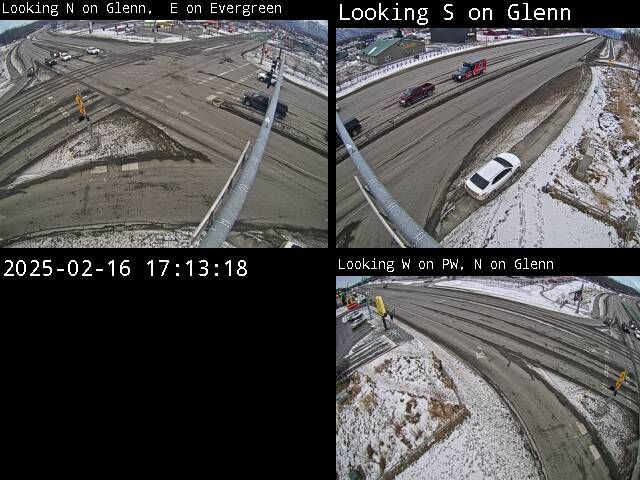 Looking N on Glenn,  E on Evergreen
Looking S on Glenn
2025-02-16 17:13:18
Looking W on PW, N on Glenn